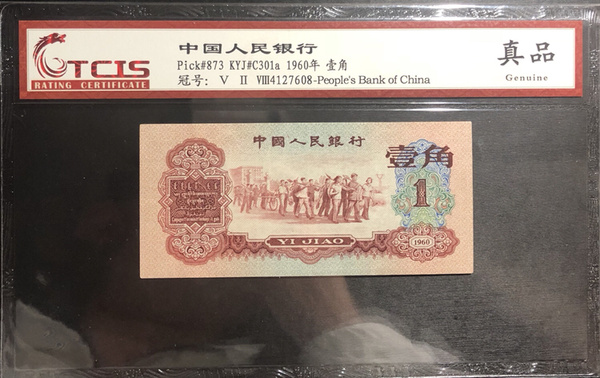 TCIS
RATING CERTIFICATE
中国人民银行
Pick#873 KYJ#C301a 1960年 壹角
冠号: V II VIII4127608-People's Bank of China
真品
Genuine
中国人民银行
壹角
1
YI JIAO
1960